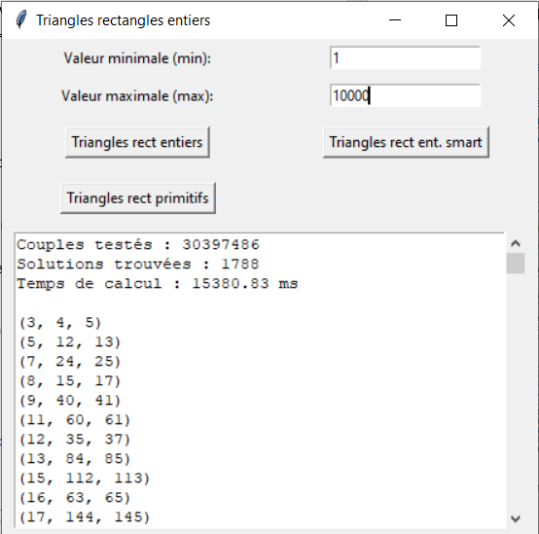 Triangles rectangles entiers
Valeur minimale (min): 1
Valeur maximale (max): 10000
Triangles rect entiers Triangles rect ent. smart
Triangles rect primitifs
Couples testés : 30397486
Solutions trouvées : 1788
Temps de calcul : 15380.83 ms
(3, 4, 5)
(5, 12, 13)
(7, 24, 25)
(8, 15, 17)
(9, 40, 41)
(11, 60, 61)
(12, 35, 37)
(13, 84, 85)
(15, 112, 113)
(16, 63, 65)
(17, 144, 145)